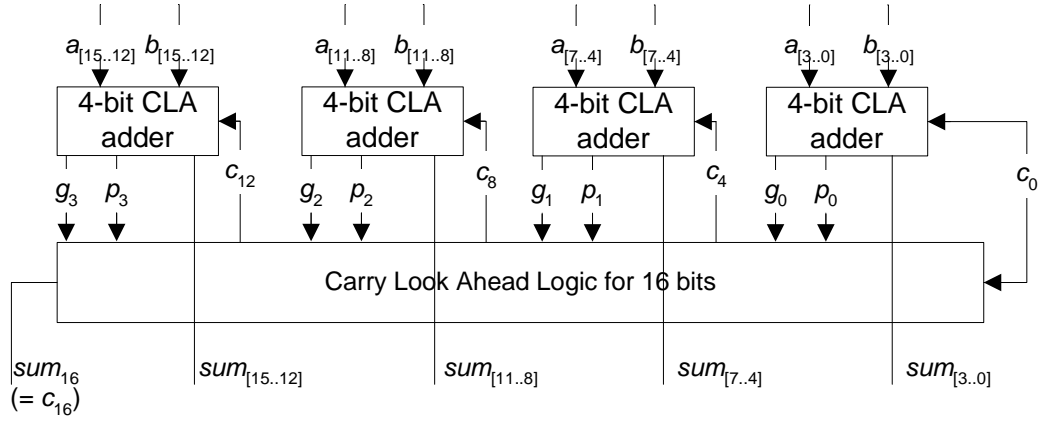 a[15..12] b[15..12] a[11..8] b[11..8] a[7..4] b[7..4] a[3..0] b[3..0]
4-bit CLA adder 4-bit CLA adder 4-bit CLA adder 4-bit CLA adder
g3 p3 c12 g2 p2 c8 g1 p1 c4 g0 p0 c0
Carry Look Ahead Logic for 16 bits
sum16 sum[15..12] sum[11..8] sum[7..4] sum[3..0]
(= c16)